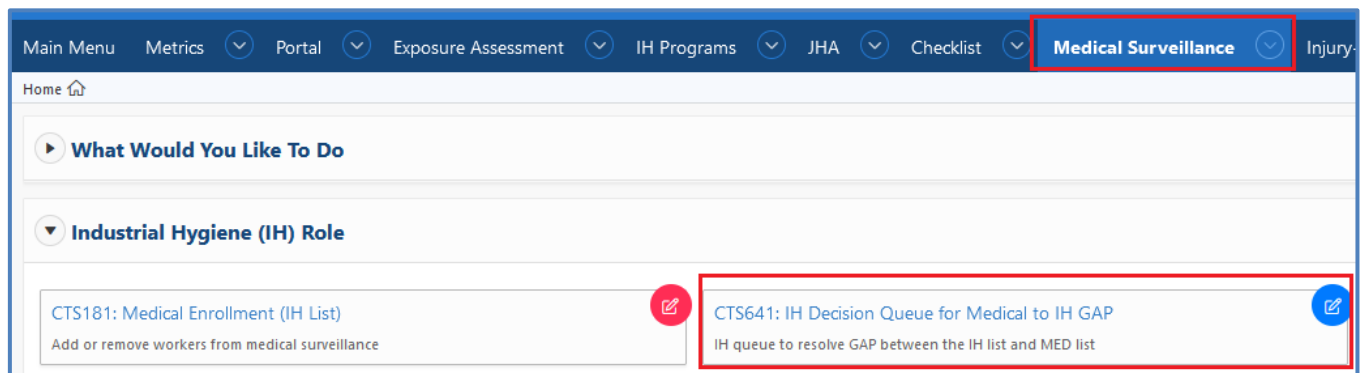 Main Menu Metrics Portal Exposure Assessment IH Programs JHA Checklist Medical Surveillance Injury-
Home
What Would You Like To Do
Industrial Hygiene (IH) Role
CTS181: Medical Enrollment (IH List)
Add or remove workers from medical surveillance
CTS641: IH Decision Queue for Medical to IH GAP
IH queue to resolve GAP between the IH list and MED list